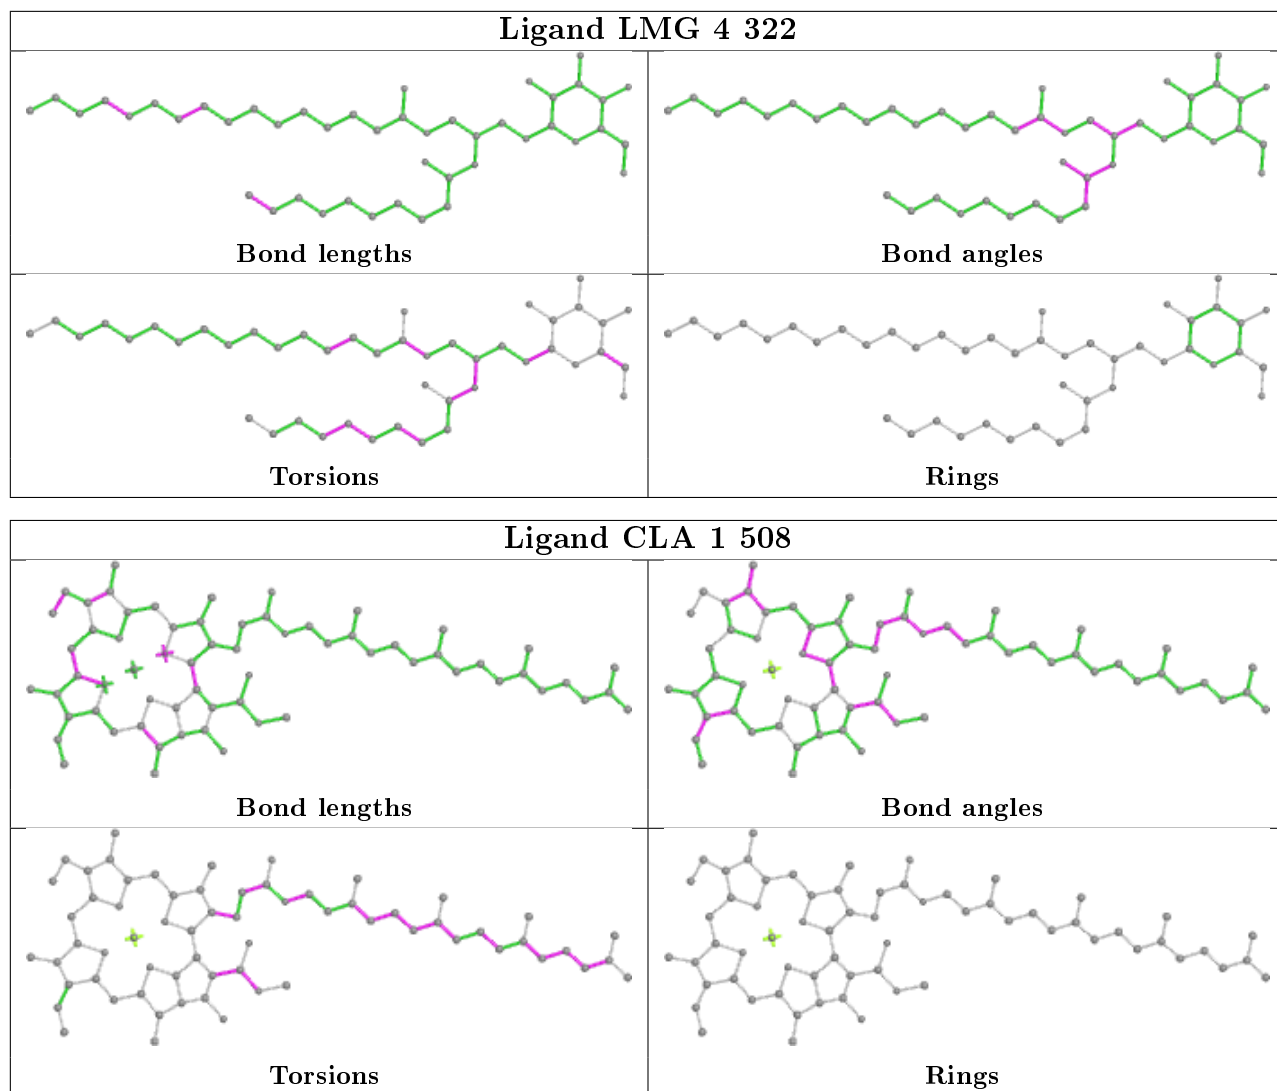 Ligand LMG 4 322
Bond lengths
Bond angles
Torsions
Rings
Ligand CLA 1 508
Bond lengths
Bond angles
Torsions
Rings